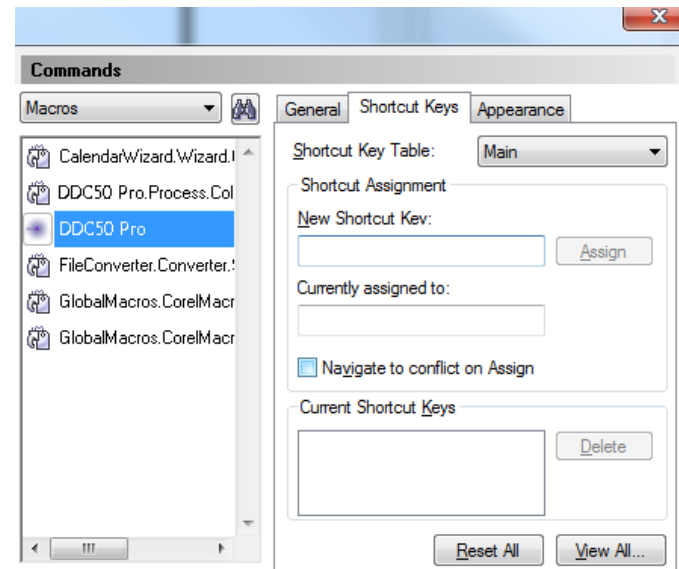 Commands
Macros
General Shortcut Keys Appearance
CalendarWizard.Wizard.
DDC50 Pro.Process.Col
DDC50 Pro
FileConverter.Converter.
GlobalMacros.CorelMacr
GlobalMacros.CorelMacr
Shortcut Key Table: Main
Shortcut Assignment
New Shortcut Key:
Assign
Currently assigned to:
Navigate to conflict on Assign
Current Shortcut Keys
Delete
Reset All View All...